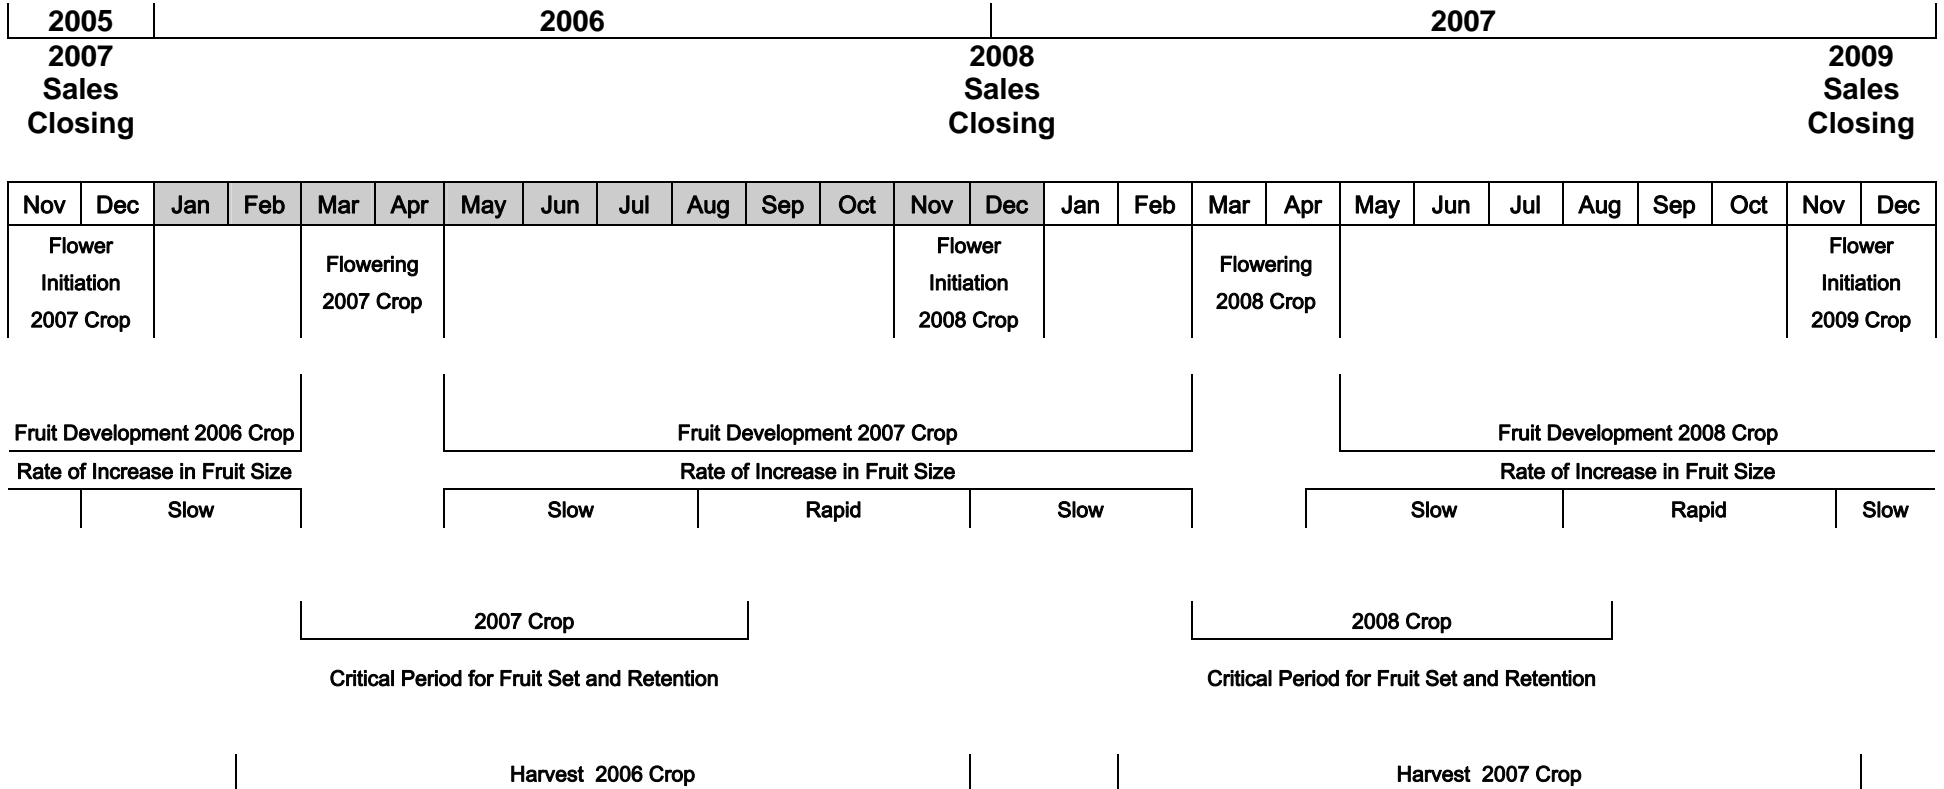 2005 2006 2007
2007 2008 2009
Sales Sales Sales
Closing Closing Closing
Nov Dec Jan Feb Mar Apr May Jun Jul Aug Sep Oct Nov Dec Jan Feb Mar Apr May Jun Jul Aug Sep Oct Nov Dec
Flower Flower Flower
Flowering Flowering
Initiation Initiation Initiation
2007 Crop 2008 Crop
2007 Crop 2008 Crop 2009 Crop
Fruit Development 2006 Crop Fruit Development 2007 Crop Fruit Development 2008 Crop
Rate of Increase in Fruit Size Rate of Increase in Fruit Size Rate of Increase in Fruit Size
Slow Slow Rapid Slow Slow Rapid Slow
2007 Crop 2008 Crop
Critical Period for Fruit Set and Retention Critical Period for Fruit Set and Retention
Harvest 2006 Crop Harvest 2007 Crop